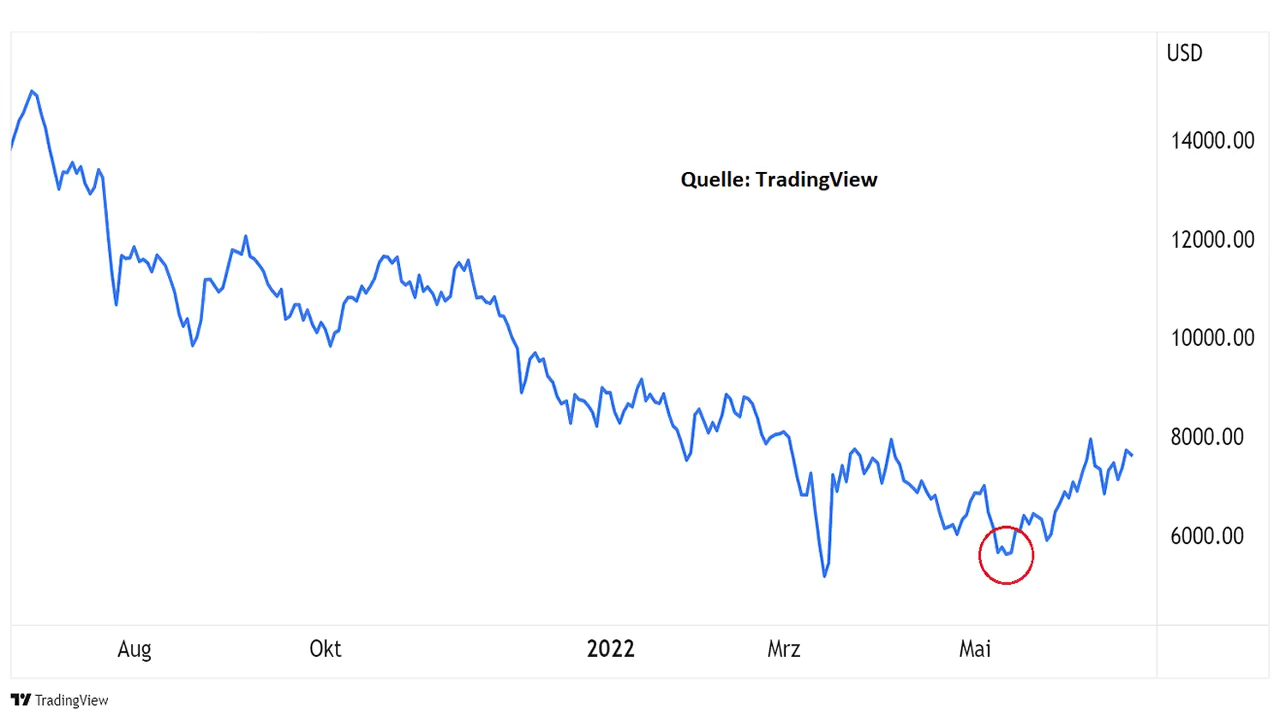 USD
14000.00
Quelle: TradingView
12000.00
10000.00
8000.00
6000.00
Aug Okt 2022 Mrz Mai
TradingView